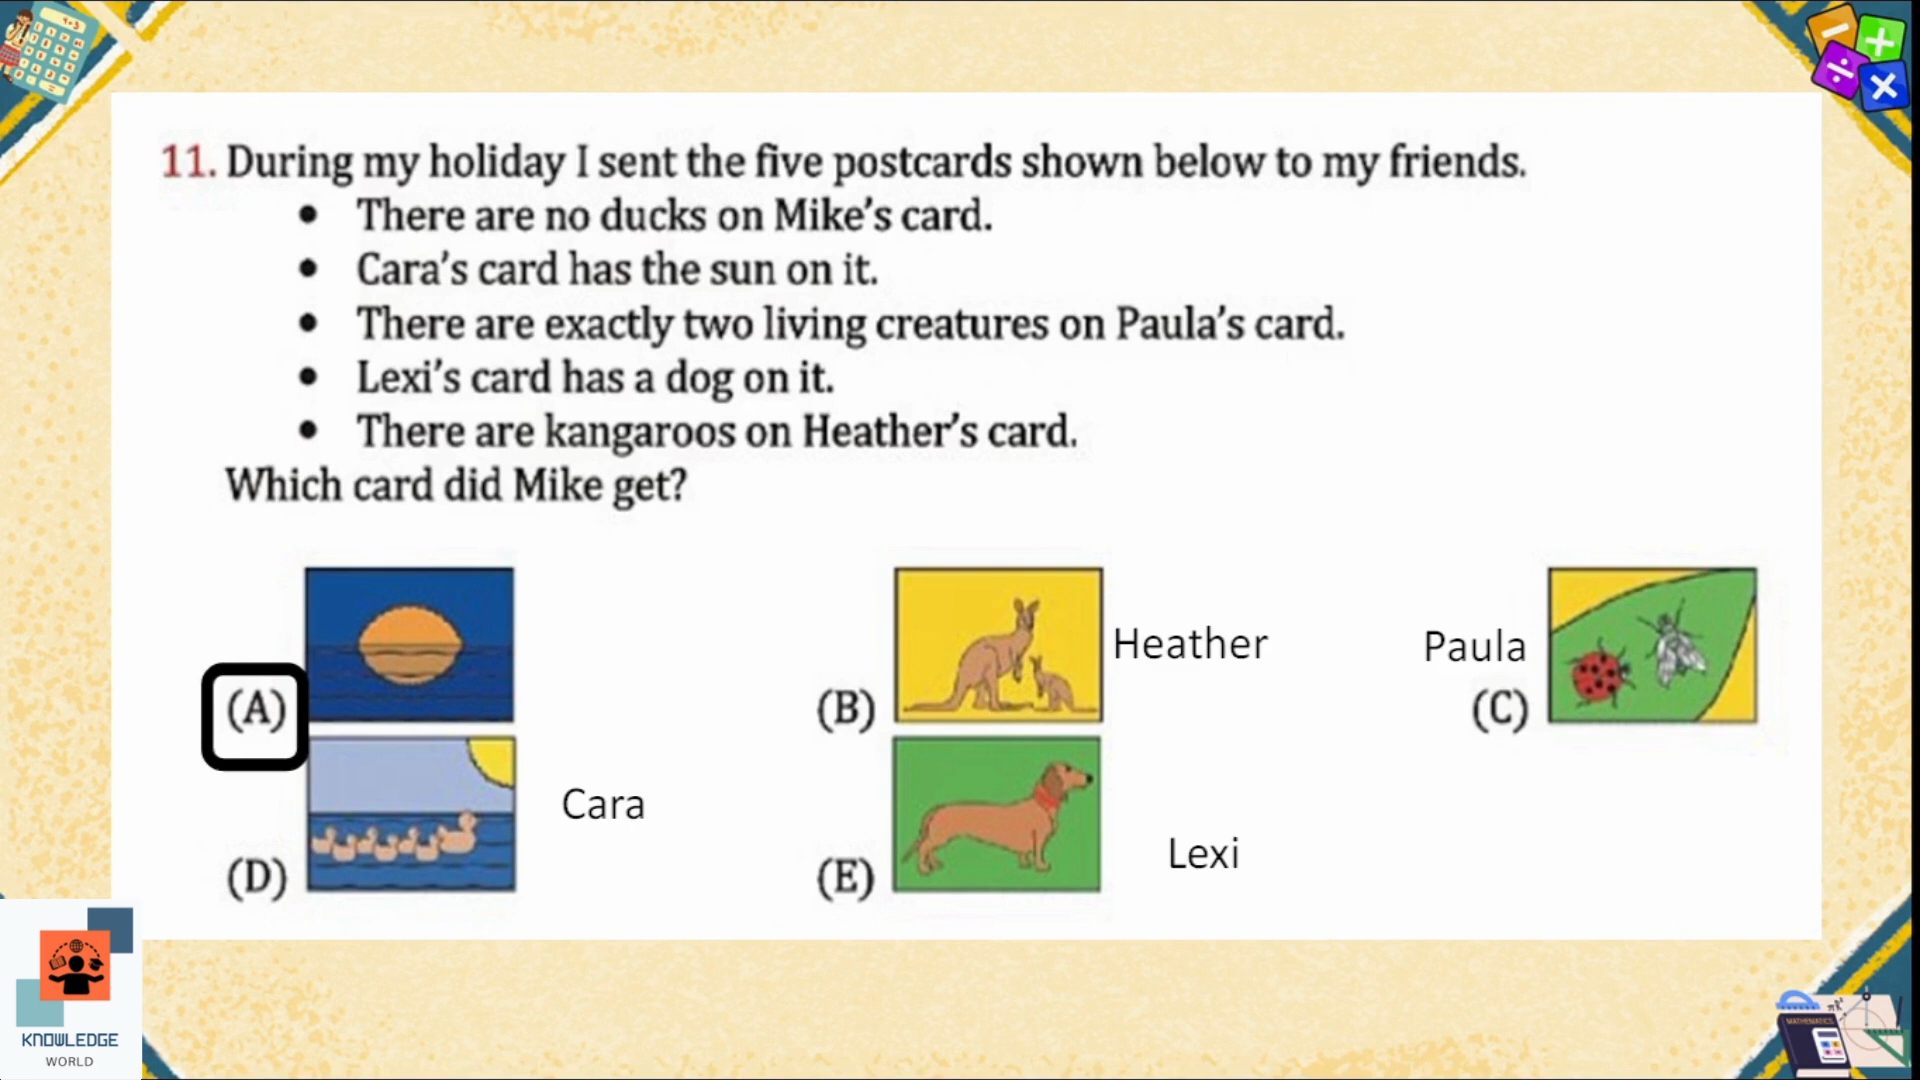 11. During my holiday I sent the five postcards shown below to my friends.
• There are no ducks on Mike's card.
• Cara's card has the sun on it.
• There are exactly two living creatures on Paula's card.
• Lexi's card has a dog on it.
• There are kangaroos on Heather's card.
Which card did Mike get?
(A)
(B)
Heather
Paula
(C)
(D)
Cara
(E)
Lexi
KNOWLEDGE
WORLD
MATHEMATICS